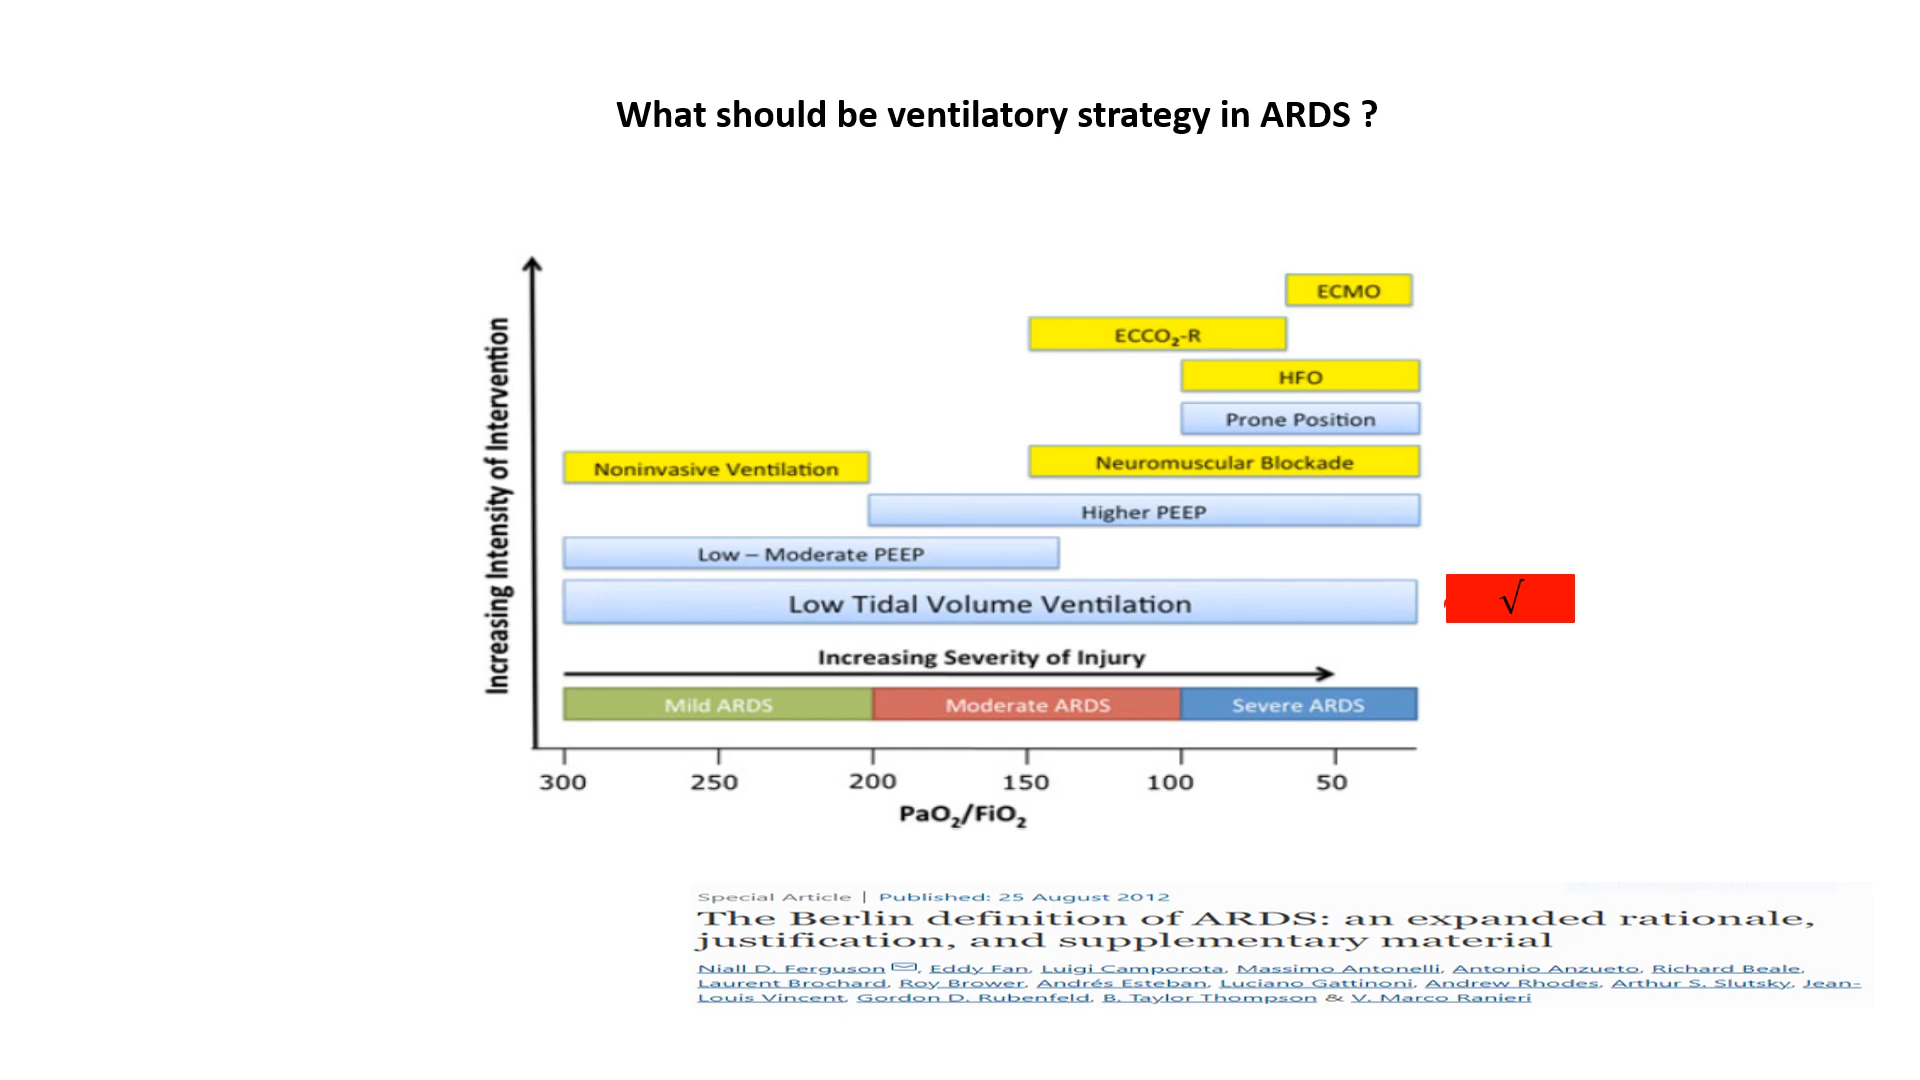 What should be ventilatory strategy in ARDS ?
Increasing Intensity of Intervention
ECMO
ECCO₂-R
HFO
Prone Position
Noninvasive Ventilation
Neuromuscular Blockade
Higher PEEP
Low – Moderate PEEP
Low Tidal Volume Ventilation
√
Increasing Severity of Injury
Mild ARDS
Moderate ARDS
Severe ARDS
300 250 200 150 100 50
PaO₂/FiO₂
Special Article | Published: 25 August 2012
The Berlin definition of ARDS: an expanded rationale,
justification, and supplementary material
Niall D. Ferguson, Eddy Fan, Luigi Camporota, Massimo Antonelli, Antonio Anzueto, Richard Beale,
Laurent Brochard, Roy Brower, Andrés Esteban, Luciano Gattinoni, Andrew Rhodes, Arthur S. Slutsky, Jean-
Louis Vincent, Gordon D. Rubenfeld, B. Taylor Thompson & V. Marco Ranieri